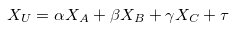 X_U = αX_A + βX_B + γX_C + τ